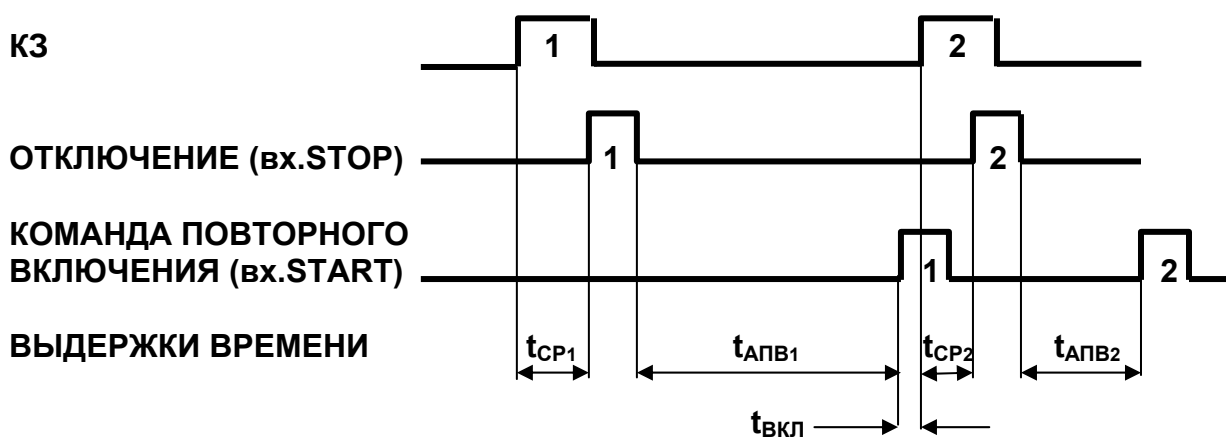 КЗ
1
2
ОТКЛЮЧЕНИЕ (вх.STOP)
1
2
КОМАНДА ПОВТОРНОГО
ВКЛЮЧЕНИЯ (вх.START)
1
2
ВЫДЕРЖКИ ВРЕМЕНИ
tСР1
tАПВ1
tСР2
tАПВ2
tВКЛ